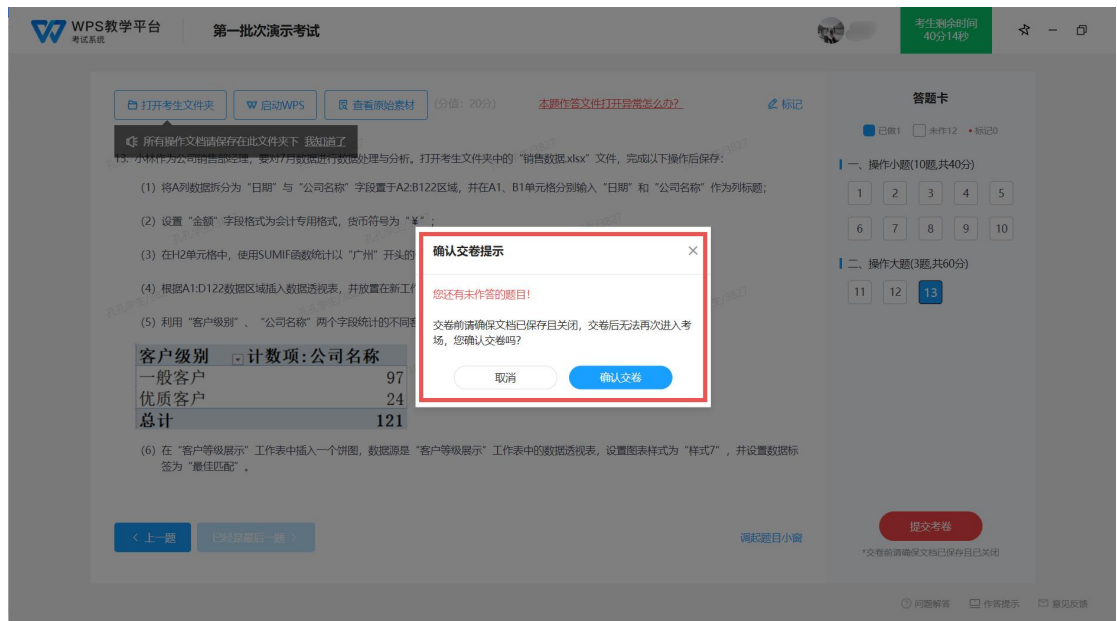 WPS教学平台
考试系统
第一批次演示考试
考生剩余时间
40分14秒
打开考生文件夹
启动WPS
查看原始素材
(分值：20分)
本题作答文件打开异常怎么办?
标记
所有操作文档请保存在此文件夹下 我知道了
13. 小林作为公司销售部经理，要对7月数据进行数据处理与分析。打开考生文件夹中的“销售数据.xlsx”文件，完成以下操作后保存：
(1) 将A列数据拆分为“日期”与“公司名称”字段置于A2:B122区域，并在A1、B1单元格分别输入“日期”和“公司名称”作为列标题；
(2) 设置“金额”字段格式为会计专用格式，货币符号为“¥”；
(3) 在H2单元格中，使用SUMIF函数统计以“广州”开头的
(4) 根据A1:D122数据区域插入数据透视表，并放置在新工作
(5) 利用“客户级别”、“公司名称”两个字段统计的不同客
客户级别 计数项:公司名称
一般客户 97
优质客户 24
总计 121
(6) 在“客户等级展示”工作表中插入一个饼图，数据源是“客户等级展示”工作表中的数据透视表，设置图表样式为“样式7”，并设置数据标
签为“最佳匹配”。
确认交卷提示
您还有未作答的题目!
交卷前请确保文档已保存且关闭，交卷后无法再次进入考
场，您确认交卷吗?
取消
确认交卷
< 上一题
已经是最后一题 >
调起题目小窗
答题卡
已做1 未作12 •标记0
一、操作小题(10题,共40分)
1 2 3 4 5
6 7 8 9 10
二、操作大题(3题,共60分)
11 12 13
提交考卷
*交卷前请确保文档已保存且已关闭
问题解答 作答提示 意见反馈